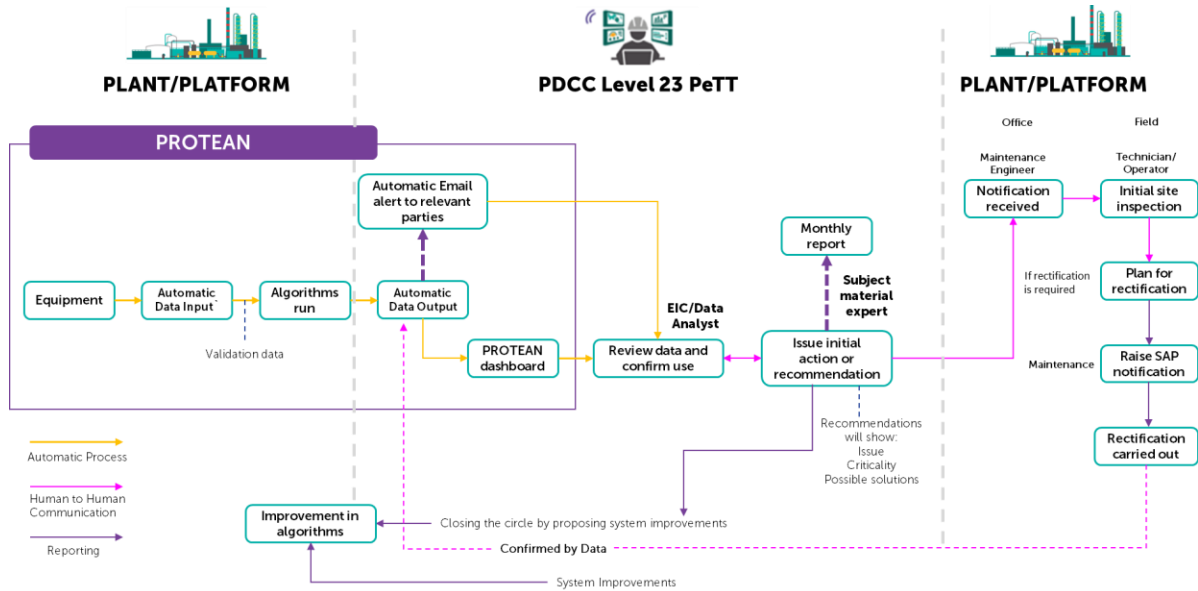 PLANT/PLATFORM
PDCC Level 23 PeTT
PLANT/PLATFORM
Office
Field
PROTEAN
Maintenance
Engineer
Technician/
Operator
Automatic Email
alert to relevant
parties
Notification
received
Initial site
inspection
Monthly
report
If rectification
is required
Plan for
rectification
Equipment
Automatic
Data Input`
Algorithms
run
Automatic
Data Output
Subject
material
expert
EIC/Data
Analyst
Validation data
PROTEAN
dashboard
Review data and
confirm use
Issue initial
action or
recommendation
Maintenance
Raise SAP
notification
Recommendations
will show:
Issue
Criticality
Possible solutions
Rectification
carried out
Automatic Process
Human to Human
Communication
Reporting
Improvement in
algorithms
Closing the circle by proposing system improvements
Confirmed by Data
System Improvements